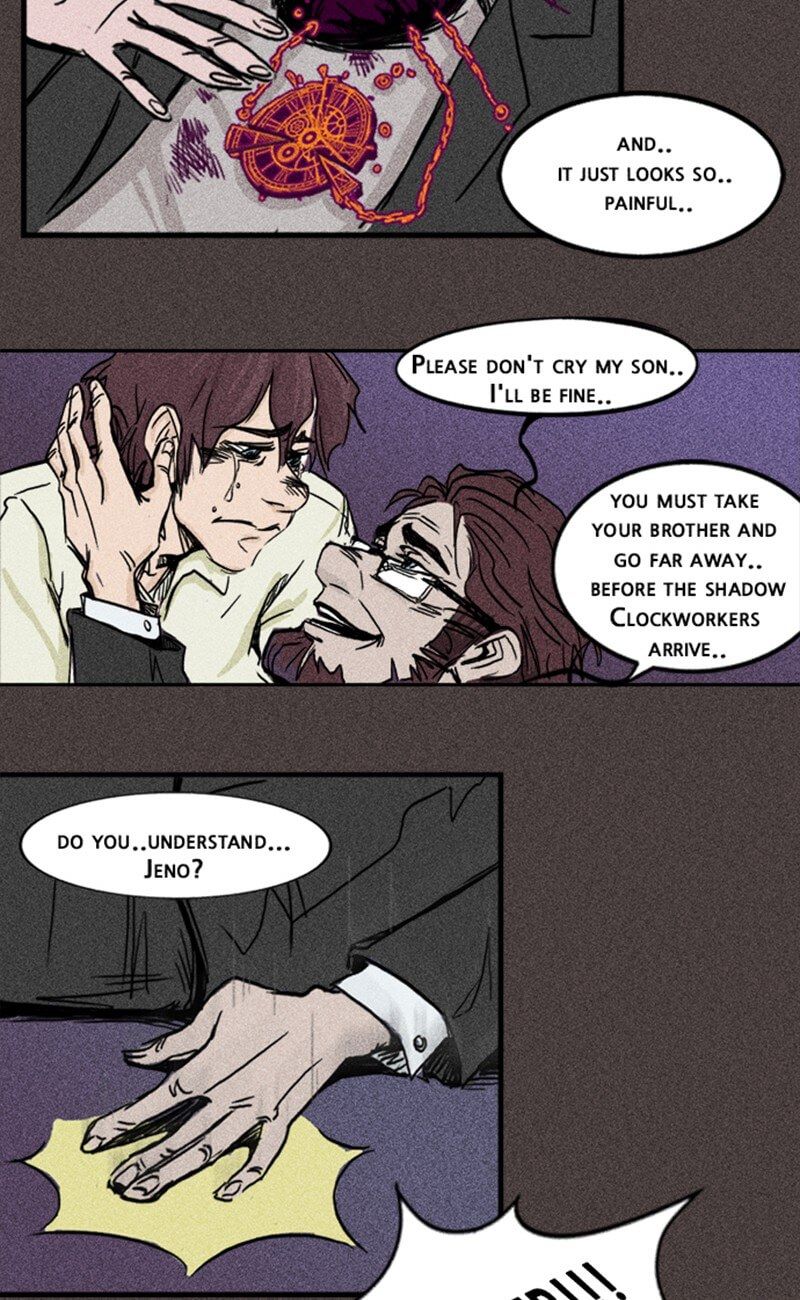 AND..
IT JUST LOOKS SO..
PAINFUL..
PLEASE DON'T CRY MY SON..
I'LL BE FINE..
YOU MUST TAKE
YOUR BROTHER AND
GO FAR AWAY..
BEFORE THE SHADOW
CLOCKWORKERS
ARRIVE..
DO YOU..UNDERSTAND...
JENO?